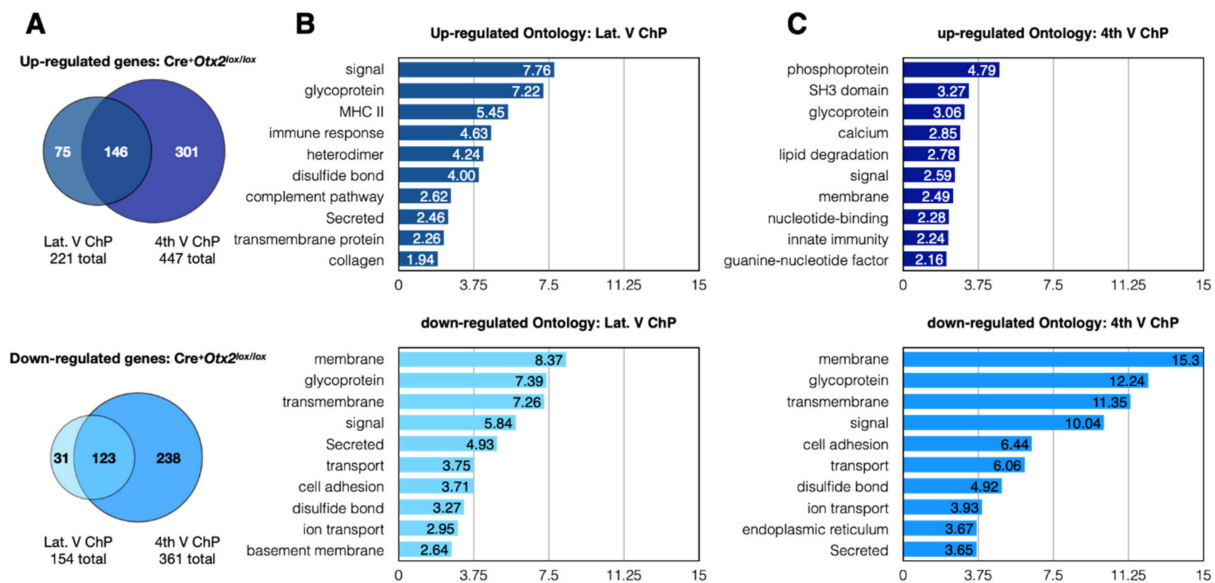 A
B
C
Up-regulated genes: Cre+Otx2lox/lox
75
146
301
Lat. V ChP
221 total
4th V ChP
447 total
Up-regulated Ontology: Lat. V ChP
signal
7.76
glycoprotein
7.22
MHC II
5.45
immune response
4.63
heterodimer
4.24
disulfide bond
4.00
complement pathway
2.62
Secreted
2.46
transmembrane protein
2.26
collagen
1.94
0
3.75
7.5
11.25
15
up-regulated Ontology: 4th V ChP
phosphoprotein
4.79
SH3 domain
3.27
glycoprotein
3.06
calcium
2.85
lipid degradation
2.78
signal
2.59
membrane
2.49
nucleotide-binding
2.28
innate immunity
2.24
guanine-nucleotide factor
2.16
0
3.75
7.5
11.25
15
Down-regulated genes: Cre+Otx2lox/lox
31
123
238
Lat. V ChP
154 total
4th V ChP
361 total
down-regulated Ontology: Lat. V ChP
membrane
8.37
glycoprotein
7.39
transmembrane
7.26
signal
5.84
Secreted
4.93
transport
3.75
cell adhesion
3.71
disulfide bond
3.27
ion transport
2.95
basement membrane
2.64
0
3.75
7.5
11.25
15
down-regulated Ontology: 4th V ChP
membrane
15.3
glycoprotein
12.24
transmembrane
11.35
signal
10.04
cell adhesion
6.44
transport
6.06
disulfide bond
4.92
ion transport
3.93
endoplasmic reticulum
3.67
Secreted
3.65
0
3.75
7.5
11.25
15